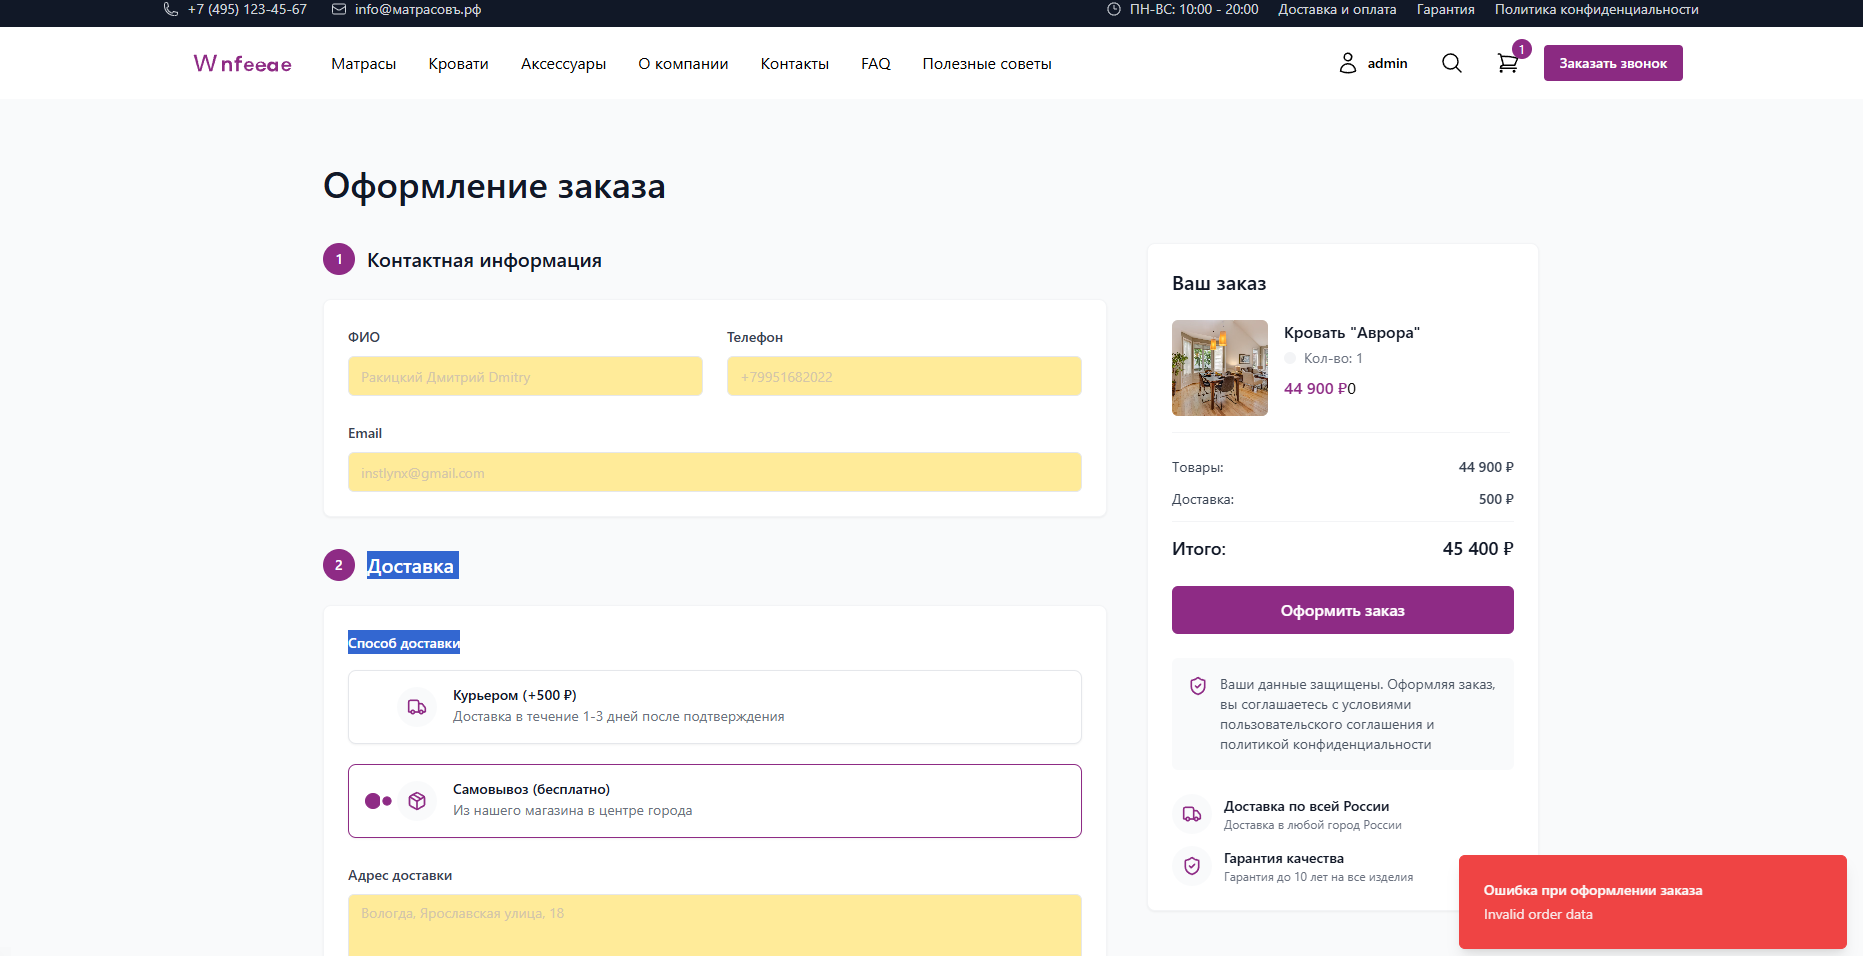 +7 (495) 123-45-67
info@матрасовъ.рф
ПН-ВС: 10:00 - 20:00
Доставка и оплата
Гарантия
Политика конфиденциальности
Wnfeeae
Матрасы
Кровати
Аксессуары
О компании
Контакты
FAQ
Полезные советы
admin
1
Заказать звонок
Оформление заказа
1
Контактная информация
ФИО
Телефон
Ракицкий Дмитрий Dmitry
+79951682022
Email
instlynx@gmail.com
2
Доставка
Способ доставки
Курьером (+500 ₽)
Доставка в течение 1-3 дней после подтверждения
Самовывоз (бесплатно)
Из нашего магазина в центре города
Адрес доставки
Вологда, Ярославская улица, 18
Ваш заказ
Кровать "Аврора"
Кол-во: 1
44 900 ₽0
Товары:
44 900 ₽
Доставка:
500 ₽
Итого:
45 400 ₽
Оформить заказ
Ваши данные защищены. Оформляя заказ,
вы соглашаетесь с условиями
пользовательского соглашения и
политикой конфиденциальности
Доставка по всей России
Доставка в любой город России
Гарантия качества
Гарантия до 10 лет на все изделия
Ошибка при оформлении заказа
Invalid order data